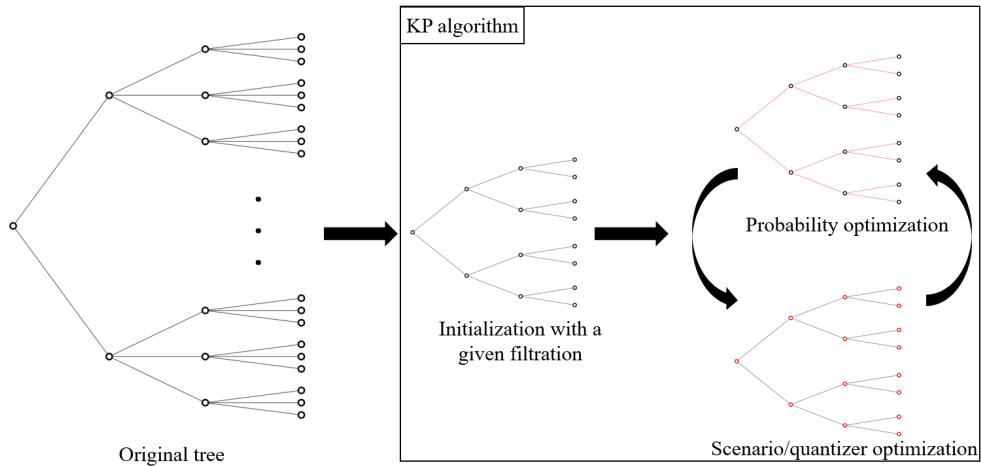 KP algorithm
Original tree
Initialization with a
given filtration
Probability optimization
Scenario/quantizer optimization